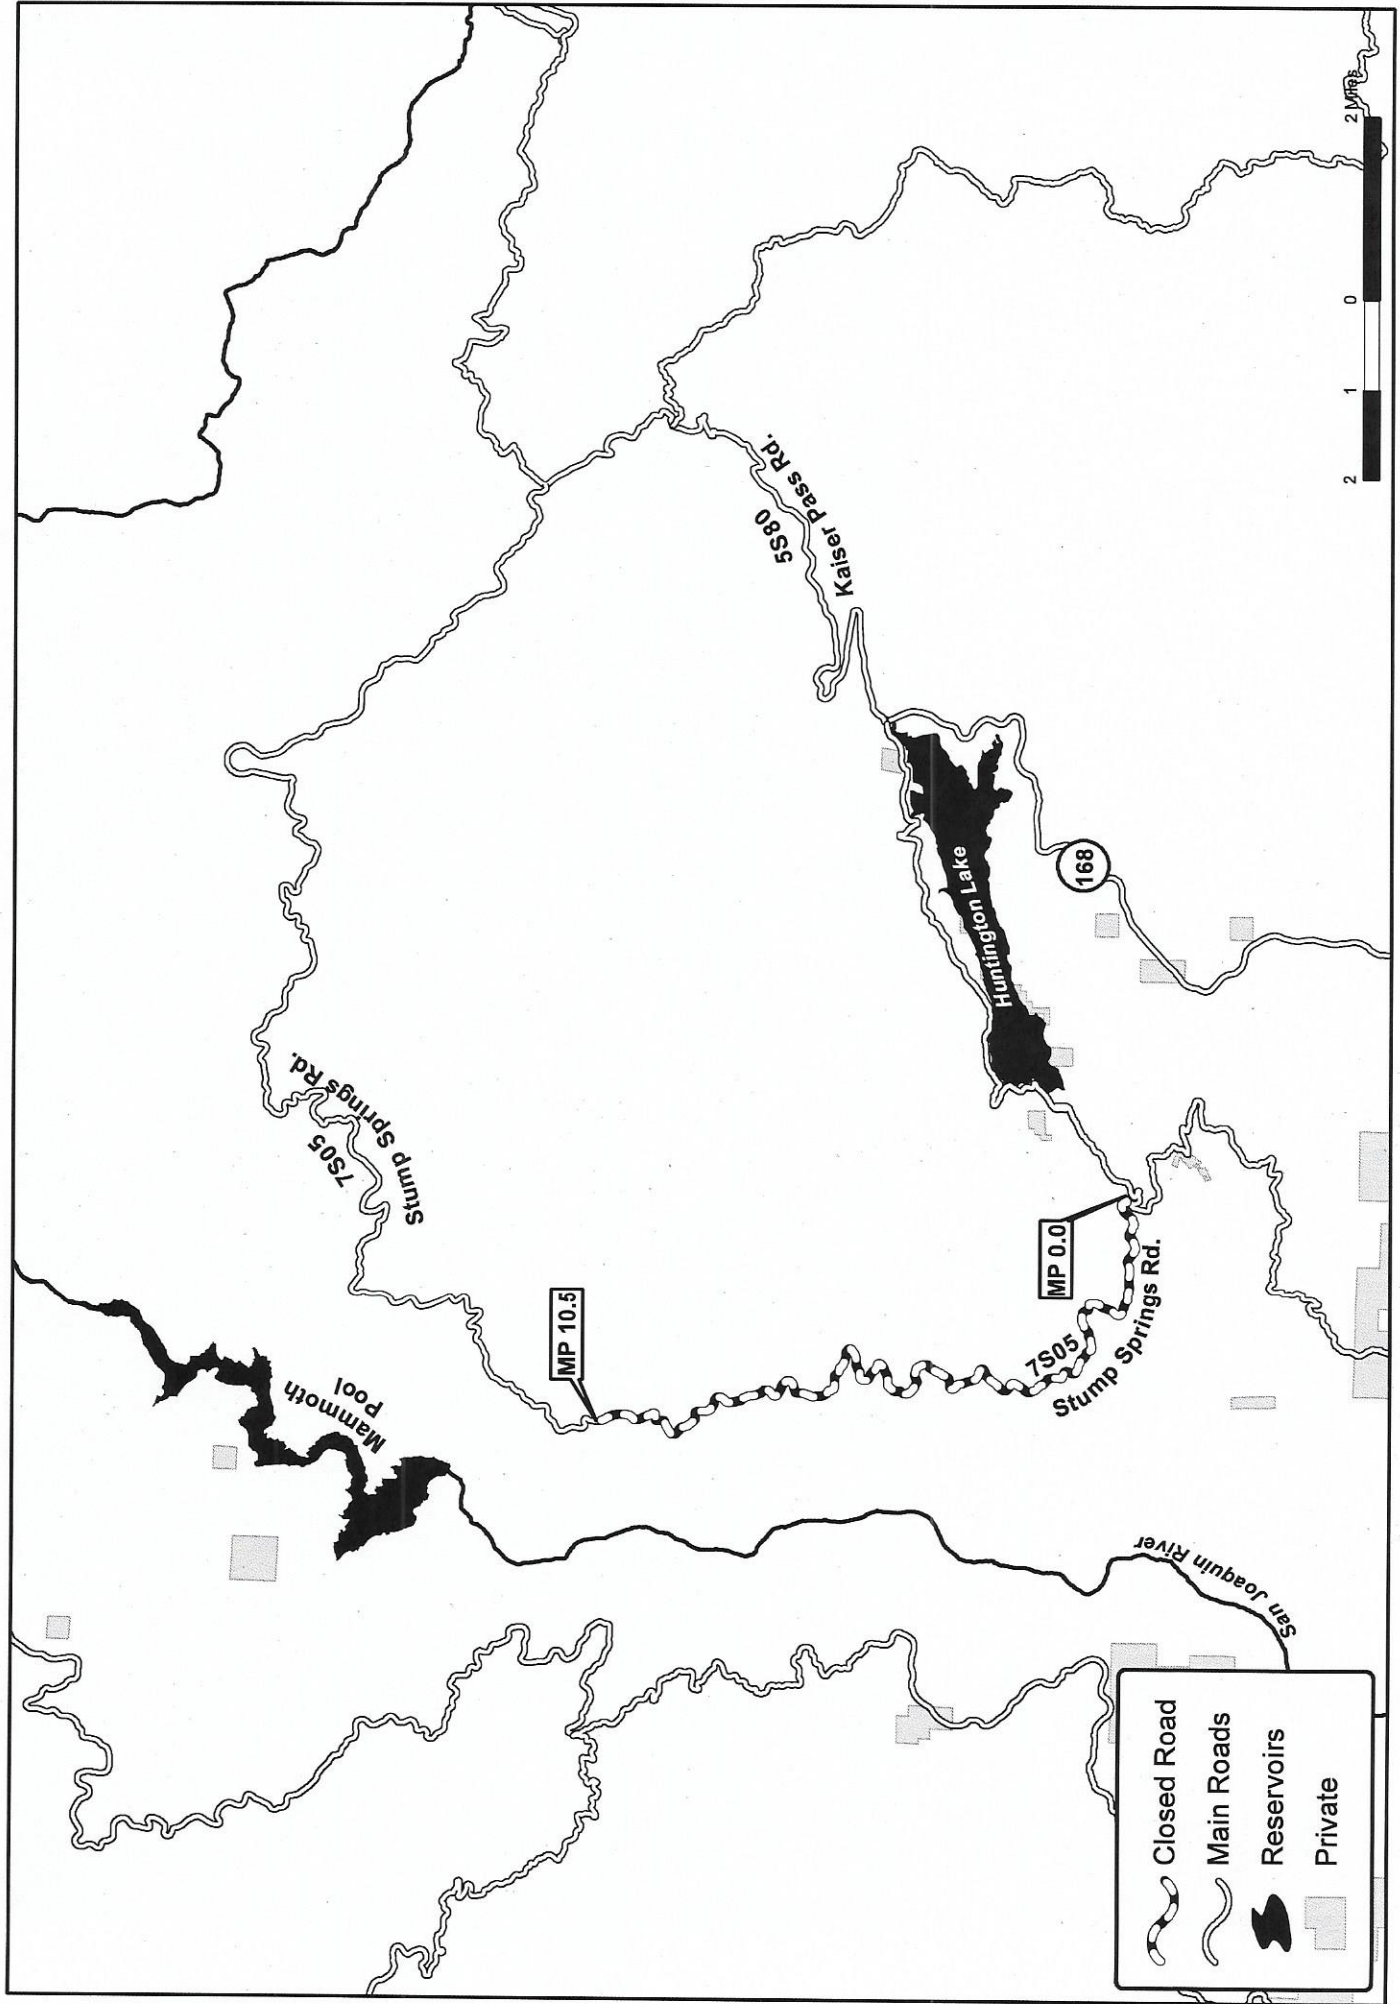 Mammoth
Pool
7S05
Stump Springs Rd.
MP 10.5
5S80
Kaiser Pass Rd.
Huntington Lake
168
MP 0.0
7S05
Stump Springs Rd.
San Joaquin River
Closed Road
Main Roads
Reservoirs
Private
2 1 0 2 Miles